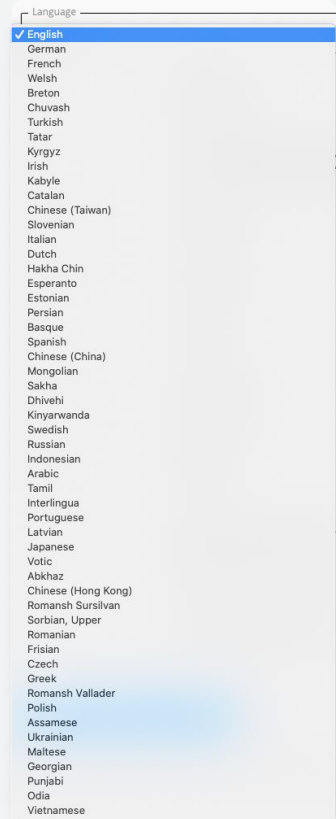 Language
✓ English
German
French
Welsh
Breton
Chuvash
Turkish
Tatar
Kyrgyz
Irish
Kabyle
Catalan
Chinese (Taiwan)
Slovenian
Italian
Dutch
Hakha Chin
Esperanto
Estonian
Persian
Basque
Spanish
Chinese (China)
Mongolian
Sakha
Dhivehi
Kinyarwanda
Swedish
Russian
Indonesian
Arabic
Tamil
Interlingua
Portuguese
Latvian
Japanese
Votic
Abkhaz
Chinese (Hong Kong)
Romansh Sursilvan
Sorbian, Upper
Romanian
Frisian
Czech
Greek
Romansh Vallader
Polish
Assamese
Ukrainian
Maltese
Georgian
Punjabi
Odia
Vietnamese